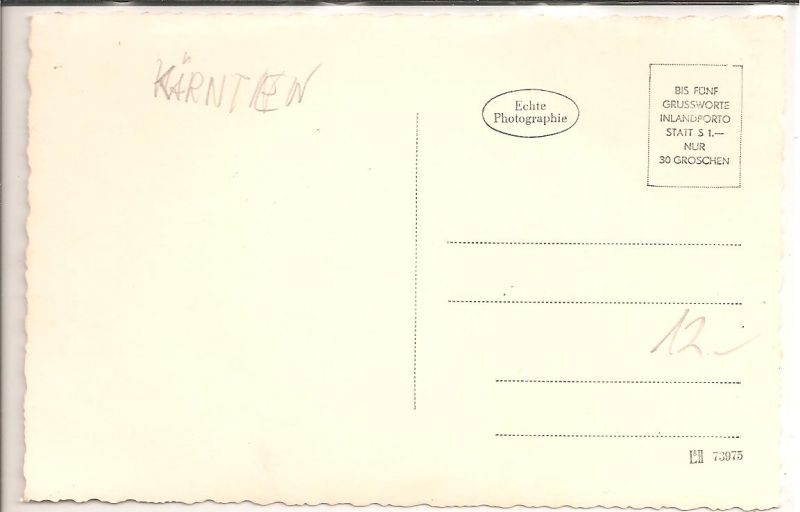 KÄRNTEN
Echte
Photographie
BIS FÜNF
GRUSSWORTE
INLANDPORTO
STATT S 1.—
NUR
30 GROSCHEN
12.-
73975